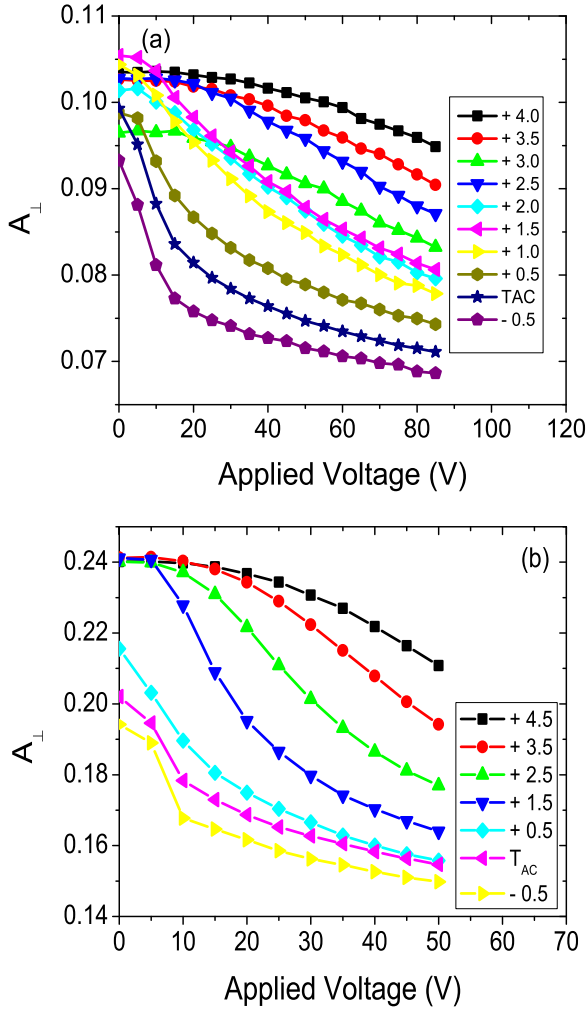 (a)
0.11
0.10
0.09
0.08
0.07
A⊥
0 20 40 60 80 100 120
Applied Voltage (V)
+ 4.0
+ 3.5
+ 3.0
+ 2.5
+ 2.0
+ 1.5
+ 1.0
+ 0.5
TAC
- 0.5
(b)
0.24
0.22
0.20
0.18
0.16
0.14
A⊥
0 10 20 30 40 50 60 70
Applied Voltage (V)
+ 4.5
+ 3.5
+ 2.5
+ 1.5
+ 0.5
T_AC
- 0.5